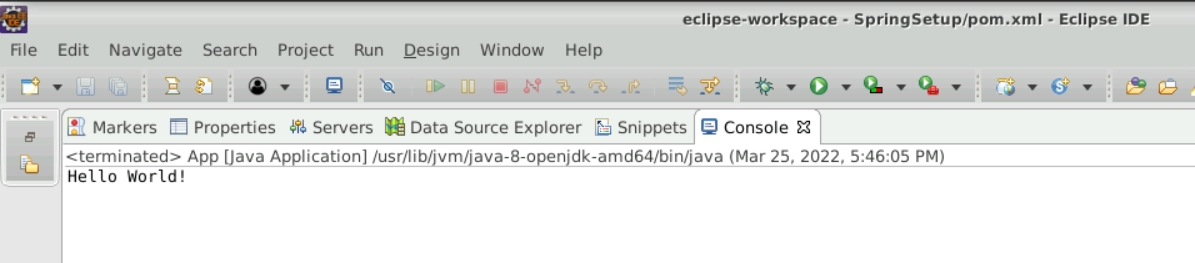 eclipse-workspace - SpringSetup/pom.xml - Eclipse IDE
File Edit Navigate Search Project Run Design Window Help
Markers Properties Servers Data Source Explorer Snippets Console
<terminated> App [Java Application] /usr/lib/jvm/java-8-openjdk-amd64/bin/java (Mar 25, 2022, 5:46:05 PM)
Hello World!